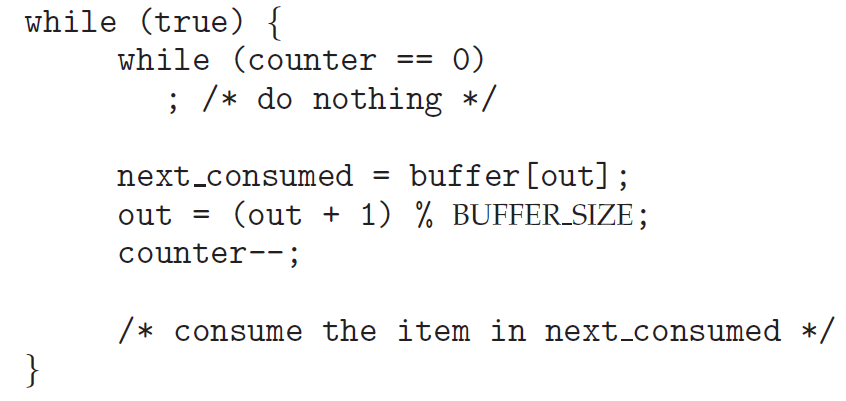 while (true) {
while (counter == 0)
; /* do nothing */
next_consumed = buffer[out];
out = (out + 1) % BUFFER_SIZE;
counter--;
/* consume the item in next_consumed */
}